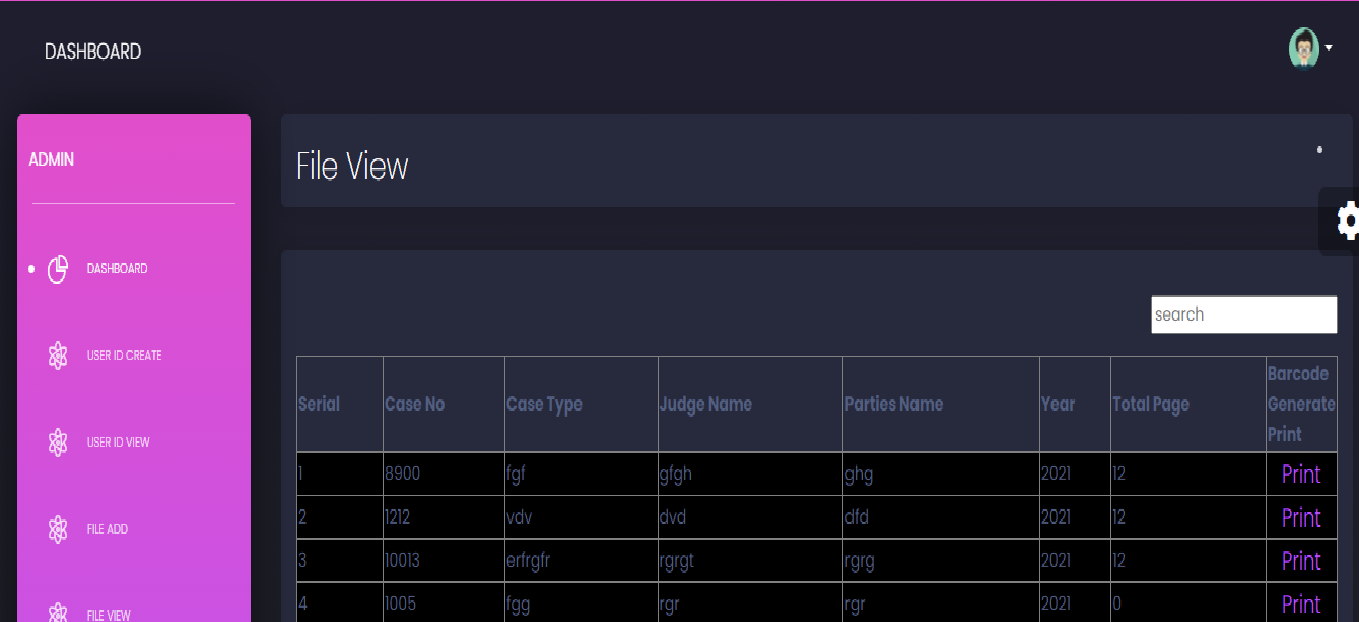 DASHBOARD
ADMIN
DASHBOARD
USER ID CREATE
USER ID VIEW
FILE ADD
FILE VIEW
File View
search
Serial Case No Case Type Judge Name Parties Name Year Total Page Barcode Generate Print
1 8900 fgf gfgh ghg 2021 12 Print
2 1212 vdv dvd dfd 2021 12 Print
3 10013 erfrgfr rgrgt rgrg 2021 12 Print
4 1005 fgg rgr rgr 2021 0 Print